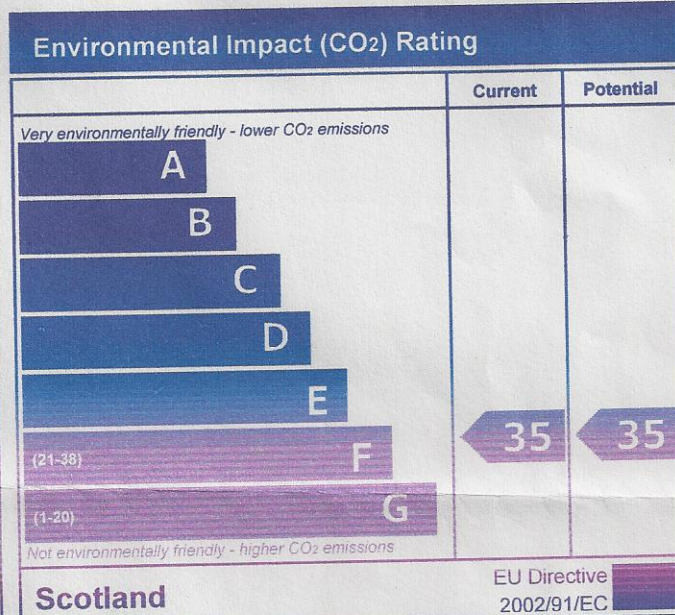 Environmental Impact (CO2) Rating
Current Potential
Very environmentally friendly - lower CO2 emissions
A
B
C
D
E
(21-38) F
35 35
(1-20) G
Not environmentally friendly - higher CO2 emissions
Scotland
EU Directive
2002/91/EC